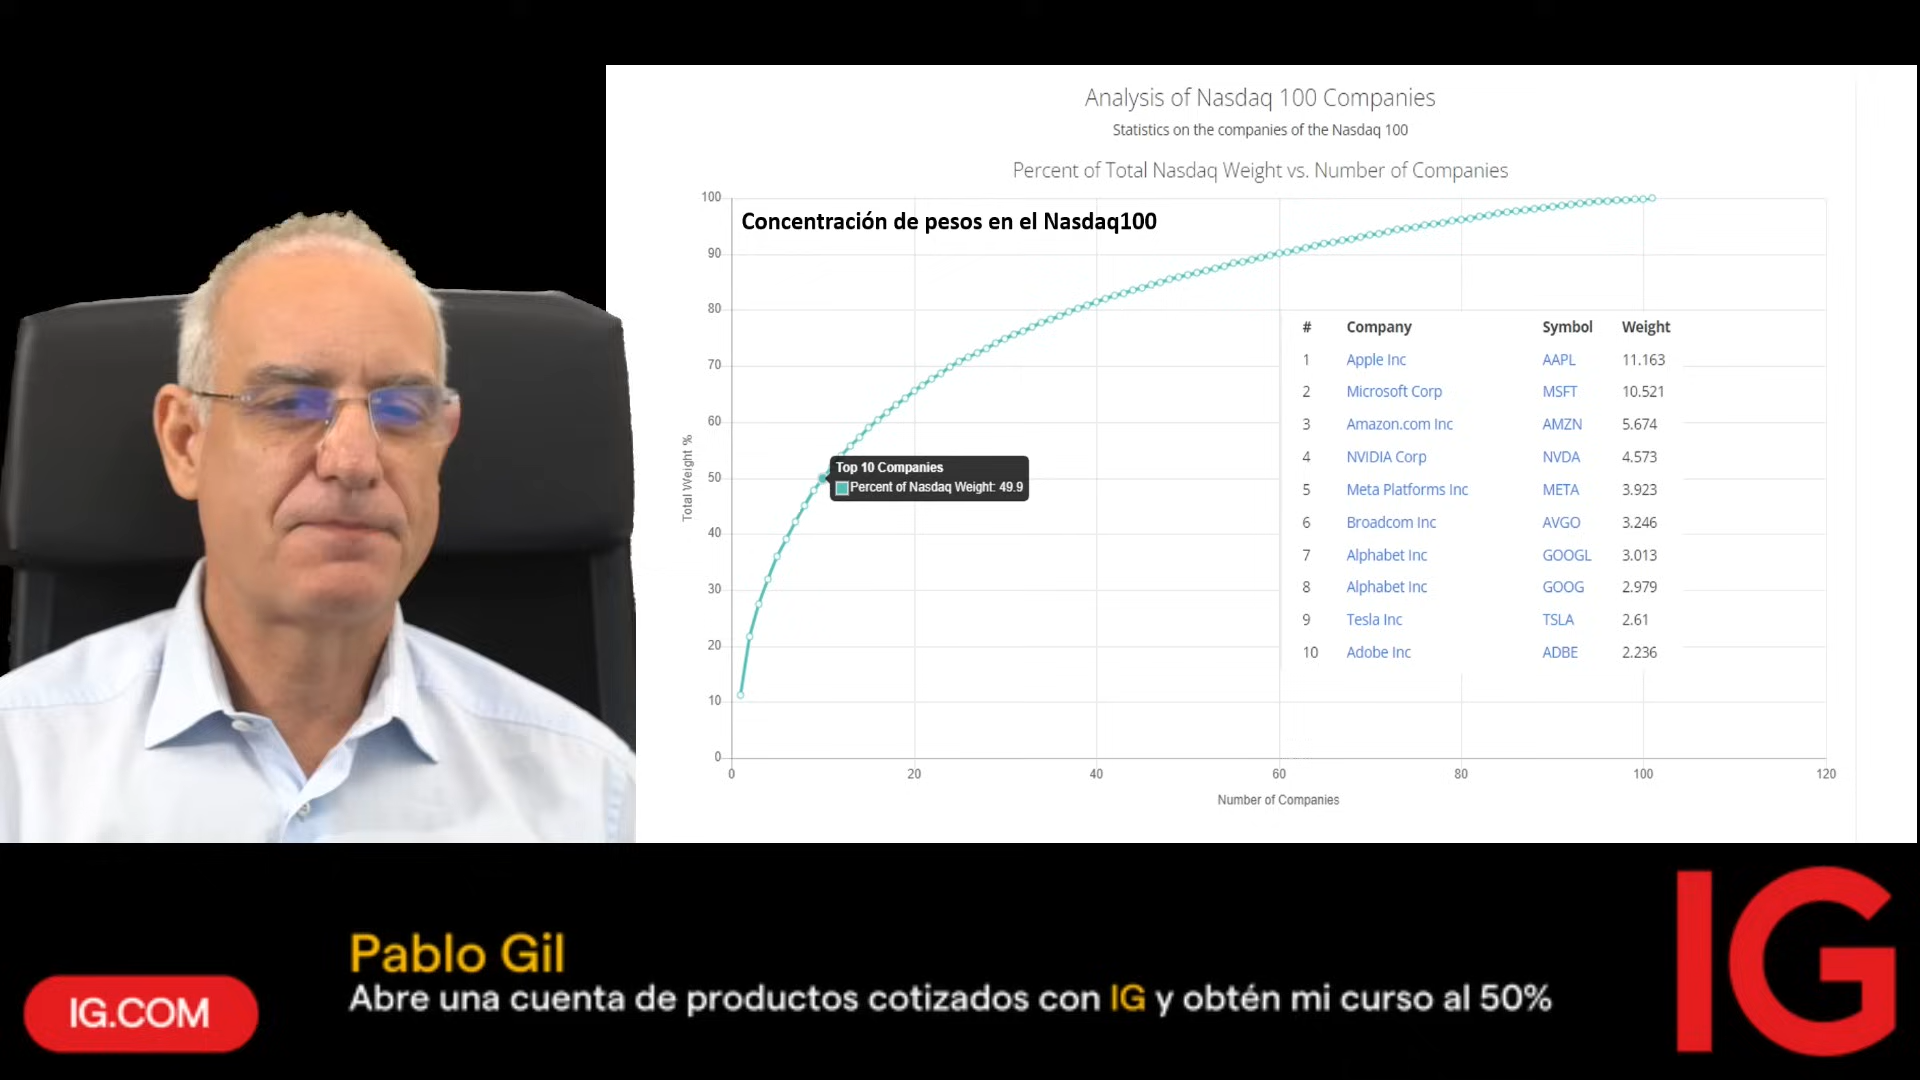 Analysis of Nasdaq 100 Companies
Statistics on the companies of the Nasdaq 100
Percent of Total Nasdaq Weight vs. Number of Companies
Concentración de pesos en el Nasdaq100
100
90
80
70
60
50
40
30
20
10
0
Total Weight %
Top 10 Companies
Percent of Nasdaq Weight: 49.9
# Company Symbol Weight
1 Apple Inc AAPL 11.163
2 Microsoft Corp MSFT 10.521
3 Amazon.com Inc AMZN 5.674
4 NVIDIA Corp NVDA 4.573
5 Meta Platforms Inc META 3.923
6 Broadcom Inc AVGO 3.246
7 Alphabet Inc GOOGL 3.013
8 Alphabet Inc GOOG 2.979
9 Tesla Inc TSLA 2.61
10 Adobe Inc ADBE 2.236
0 20 40 60 80 100 120
Number of Companies
Pablo Gil
Abre una cuenta de productos cotizados con IG y obtén mi curso al 50%
IG.COM
IG